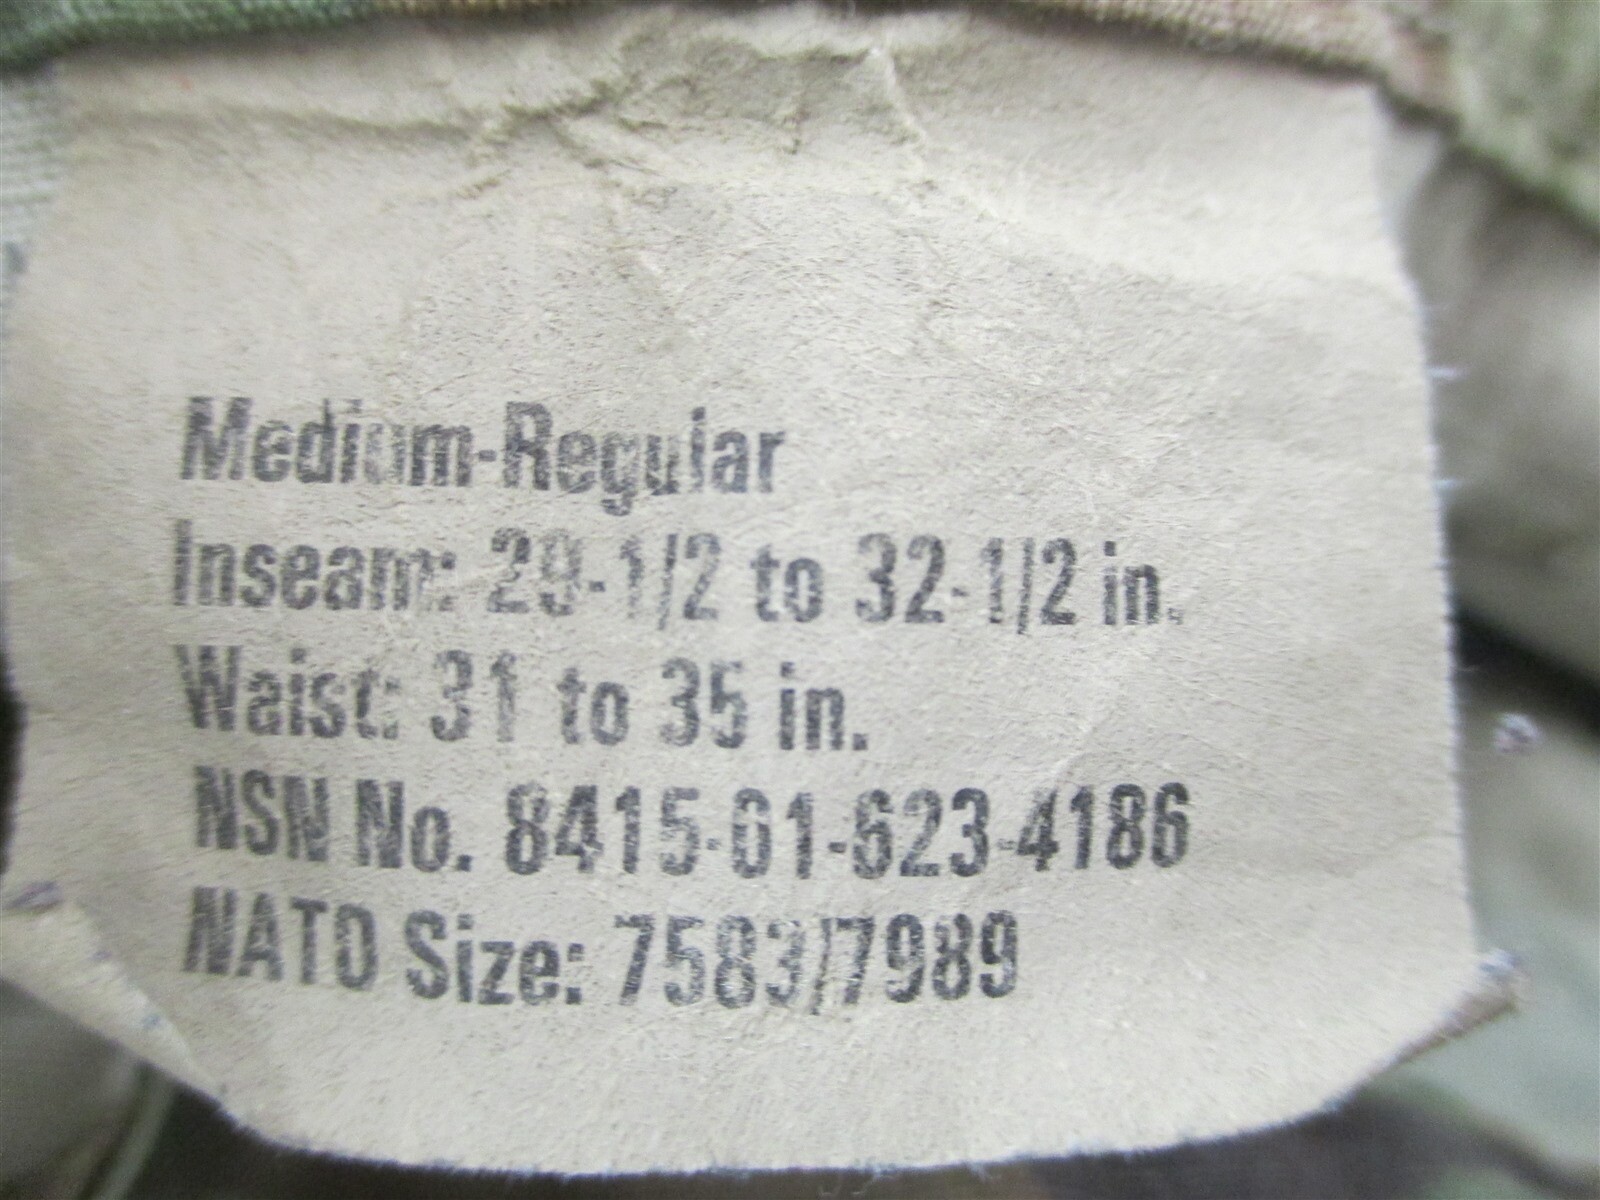 Medium-Regular
Inseam: 29-1/2 to 32-1/2 in.
Waist: 31 to 35 in.
NSN No. 8415-01-623-4186
NATO Size: 7583/7989